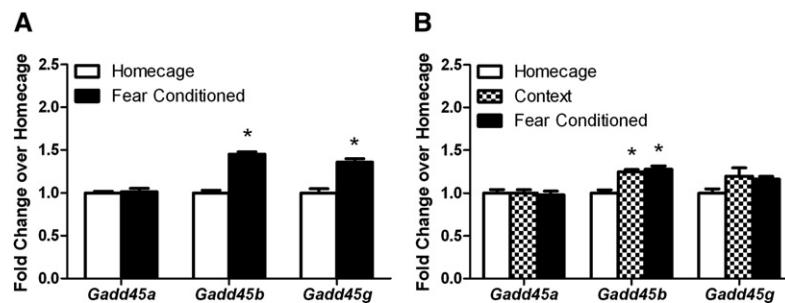 A
Fold Change over Homecage
2.5
2.0
1.5
1.0
0.5
0.0
Homecage
Fear Conditioned
*
*
Gadd45a
Gadd45b
Gadd45g
B
Fold Change over Homecage
2.5
2.0
1.5
1.0
0.5
0.0
Homecage
Context
Fear Conditioned
* *
Gadd45a
Gadd45b
Gadd45g